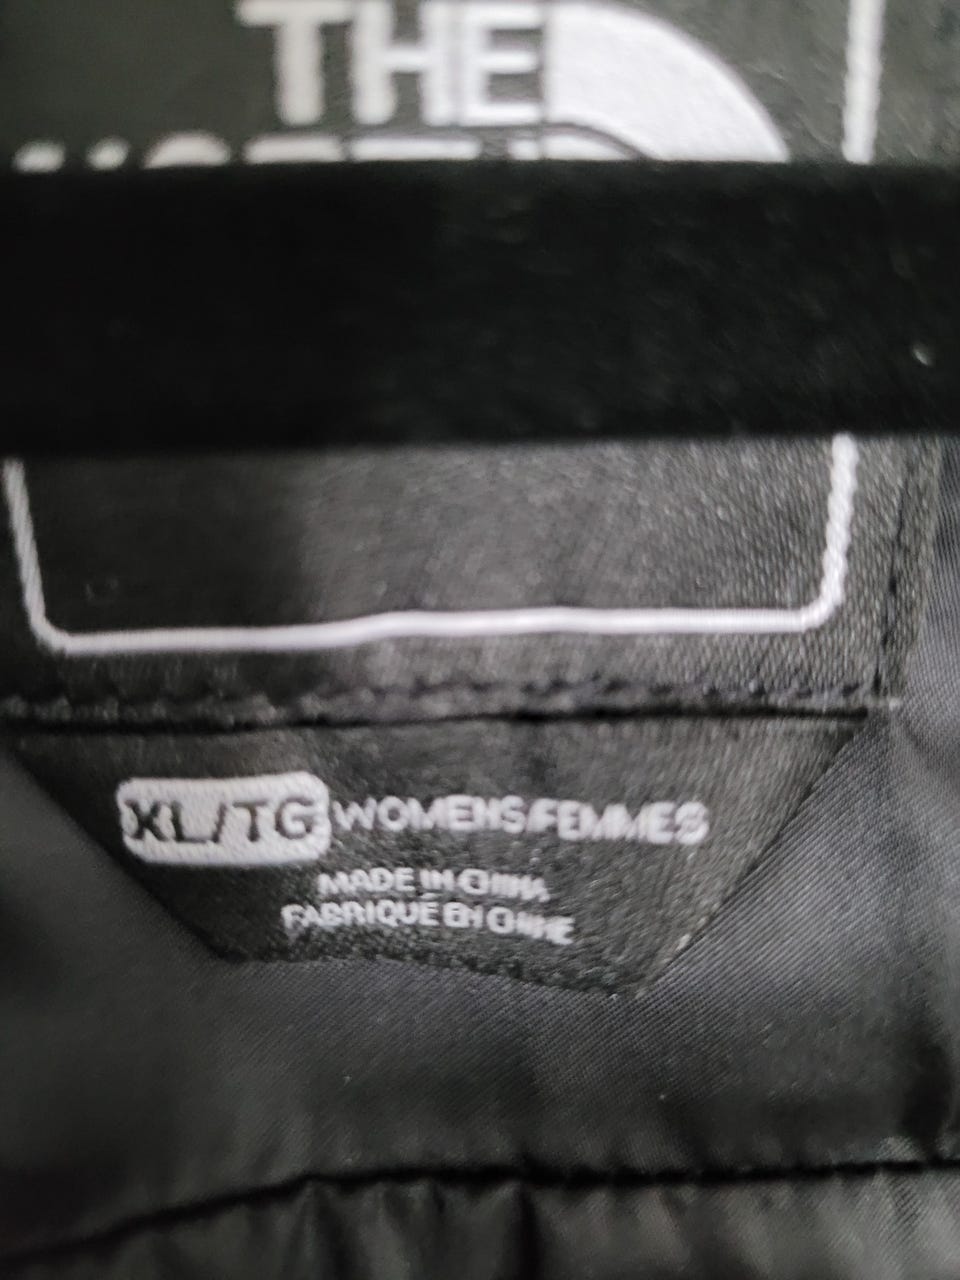 THE
XL/TG WOMENS/FEMMES
MADE IN CHINA
FABRIQUÉ EN CHINE